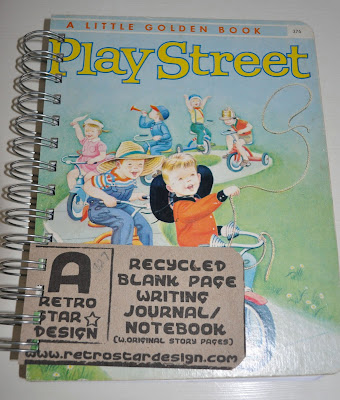 A LITTLE GOLDEN BOOK
376
Play Street
A
RETRO
STAR
DESIGN
RECYCLED
BLANK PAGE
WRITING
JOURNAL/
NOTEBOOK
(W.ORIGINAL STORY PAGES)
www.retrostardesign.com